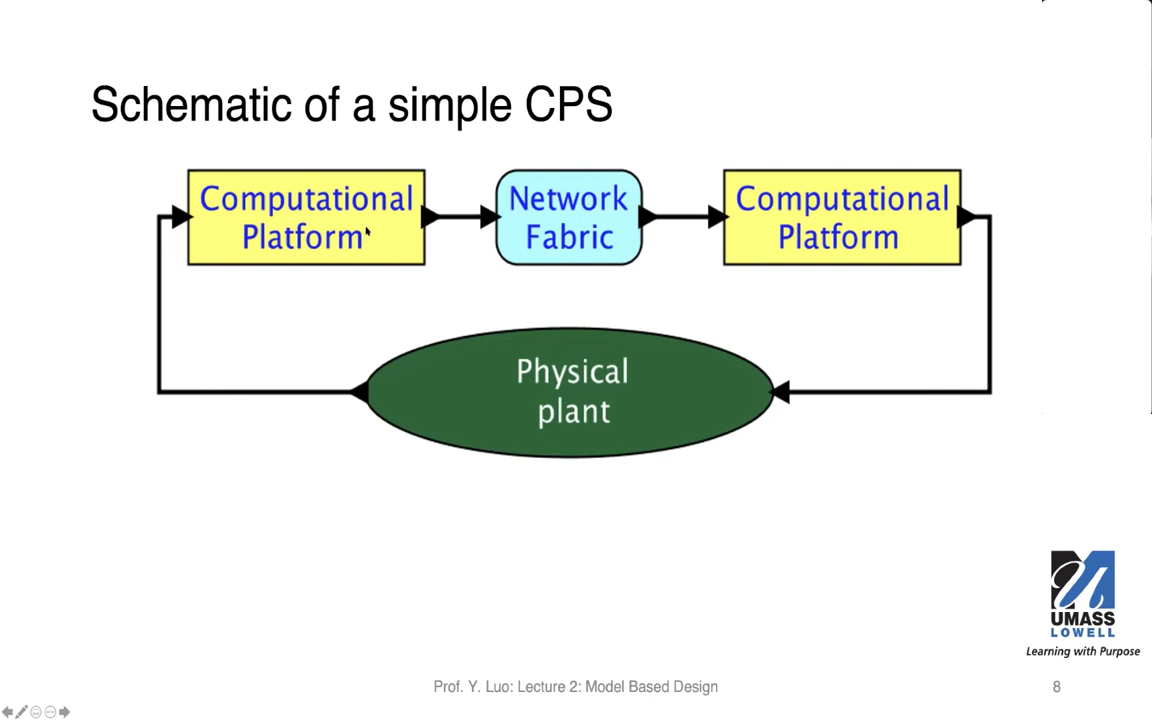 Schematic of a simple CPS
Computational
Platform
Network
Fabric
Computational
Platform
Physical
plant
UMASS
LOWELL
Learning with Purpose
Prof. Y. Luo: Lecture 2: Model Based Design
8